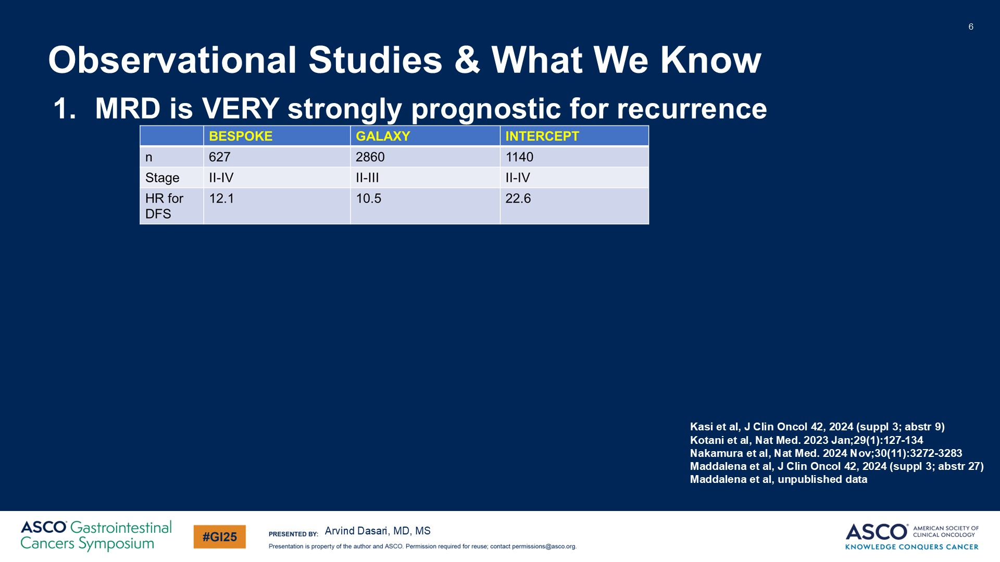 6
Observational Studies & What We Know
1. MRD is VERY strongly prognostic for recurrence
BESPOKE GALAXY INTERCEPT
n 627 2860 1140
Stage II-IV II-III II-IV
HR for DFS 12.1 10.5 22.6
Kasi et al, J Clin Oncol 42, 2024 (suppl 3; abstr 9)
Kotani et al, Nat Med. 2023 Jan;29(1):127-134
Nakamura et al, Nat Med. 2024 Nov;30(11):3272-3283
Maddalena et al, J Clin Oncol 42, 2024 (suppl 3; abstr 27)
Maddalena et al, unpublished data
ASCO® Gastrointestinal
Cancers Symposium
#GI25
PRESENTED BY: Arvind Dasari, MD, MS
Presentation is property of the author and ASCO. Permission required for reuse; contact permissions@asco.org.
ASCO® AMERICAN SOCIETY OF
CLINICAL ONCOLOGY
KNOWLEDGE CONQUERS CANCER